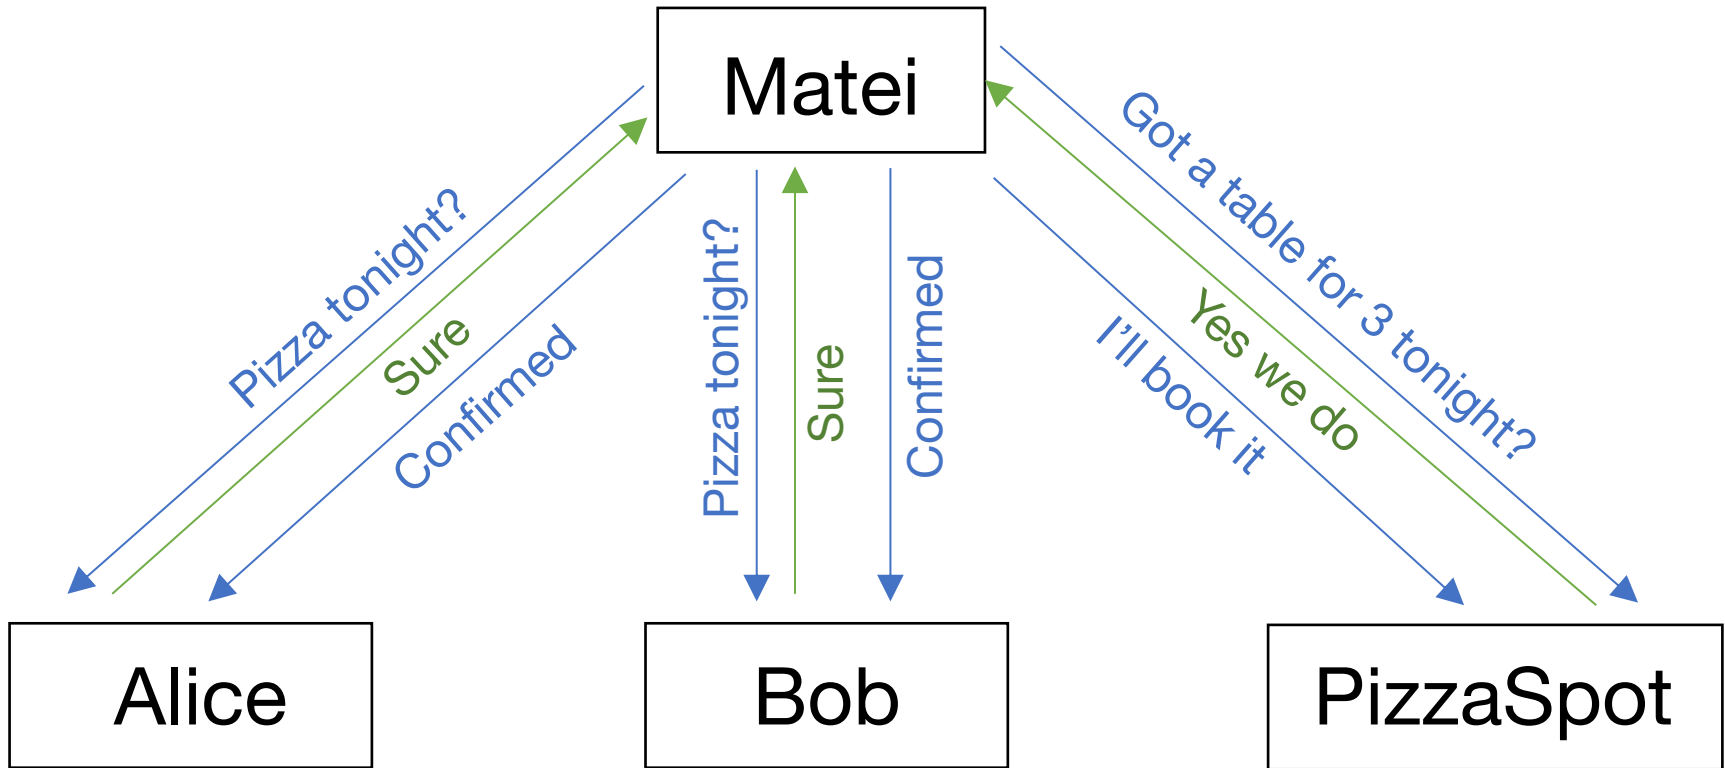 Matei
Pizza tonight?
Sure
Confirmed
Pizza tonight?
Sure
Confirmed
Got a table for 3 tonight?
Yes we do
I’ll book it
Alice
Bob
PizzaSpot